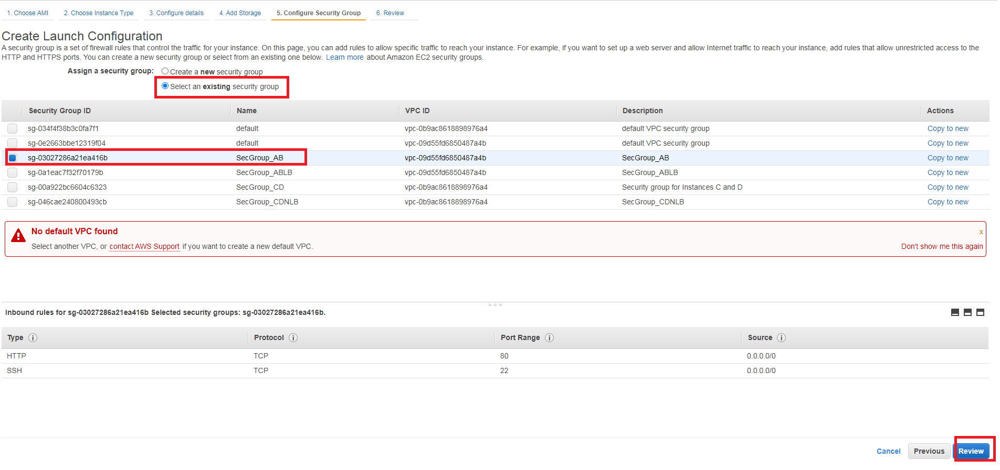 1. Choose AMI 2. Choose Instance Type 3. Configure details 4. Add Storage 5. Configure Security Group 6. Review
Create Launch Configuration
A security group is a set of firewall rules that control the traffic for your instance. On this page, you can add rules to allow specific traffic to reach your instance. For example, if you want to set up a web server and allow Internet traffic to reach your instance, add rules that allow unrestricted access to the
HTTP and HTTPS ports. You can create a new security group or select from an existing one below. Learn more about Amazon EC2 security groups.
Assign a security group: Create a new security group
Select an existing security group
Security Group ID Name VPC ID Description Actions
sg-034f4f38b3c0fa7f1 default vpc-0b9ac8618898976a4 default VPC security group Copy to new
sg-0e2663bbe12319f04 default vpc-09d55fd6850487a4b default VPC security group Copy to new
sg-03027286a21ea416b SecGroup_AB vpc-09d55fd6850487a4b SecGroup_AB Copy to new
sg-0a1eac7f32f70179b SecGroup_ABLB vpc-09d55fd6850487a4b SecGroup_ABLB Copy to new
sg-00a922bc6604c6323 SecGroup_CD vpc-0b9ac8618898976a4 Security group for Instances C and D Copy to new
sg-046cae240800493cb SecGroup_CDNLB vpc-0b9ac8618898976a4 SecGroup_CDNLB Copy to new
No default VPC found x
Select another VPC, or contact AWS Support if you want to create a new default VPC. Don't show me this again
Inbound rules for sg-03027286a21ea416b Selected security groups: sg-03027286a21ea416b.
Type Protocol Port Range Source
HTTP TCP 80 0.0.0.0/0
SSH TCP 22 0.0.0.0/0
Cancel Previous Review